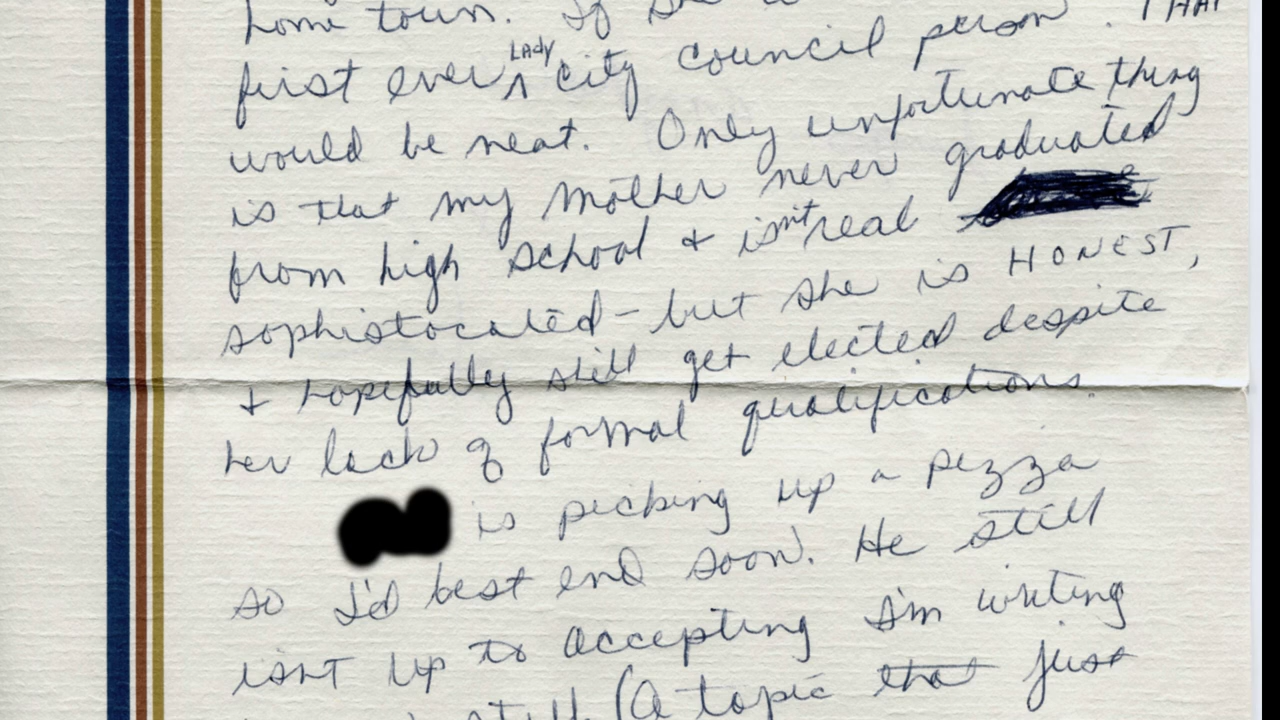 home town. If she
first ever Lady city council person. THAT
would be neat. Only unfortunate thing
is that my mother never graduated
from high school & isn't real
sophistocated - but she is HONEST,
& hopefully still get elected despite
her lack of formal qualifications.
is picking up a pizza
so I'd best end soon. He still
isnt up to accepting I'm writing
still (A topic that just